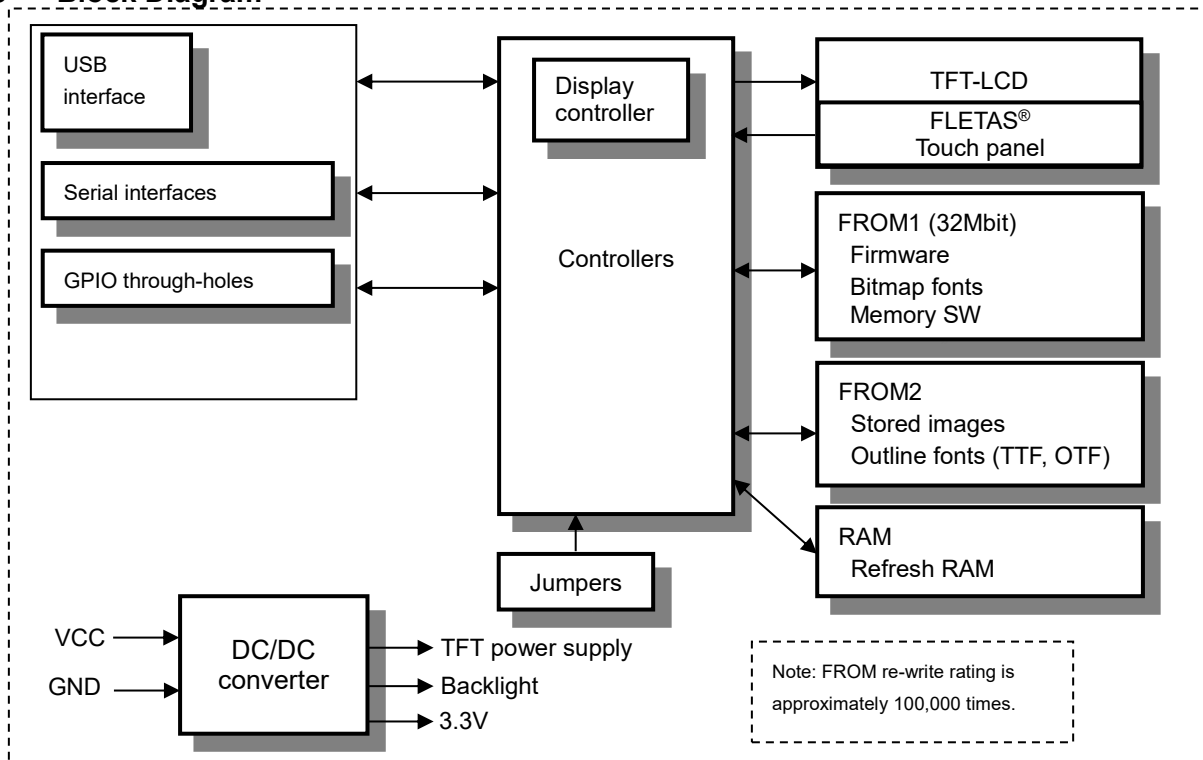 Block Diagram
USB
interface
Serial interfaces
GPIO through-holes
Display
controller
Controllers
Jumpers
TFT-LCD
FLETAS®
Touch panel
FROM1 (32Mbit)
Firmware
Bitmap fonts
Memory SW
FROM2
Stored images
Outline fonts (TTF, OTF)
RAM
Refresh RAM
VCC
GND
DC/DC
converter
TFT power supply
Backlight
3.3V
Note: FROM re-write rating is
approximately 100,000 times.